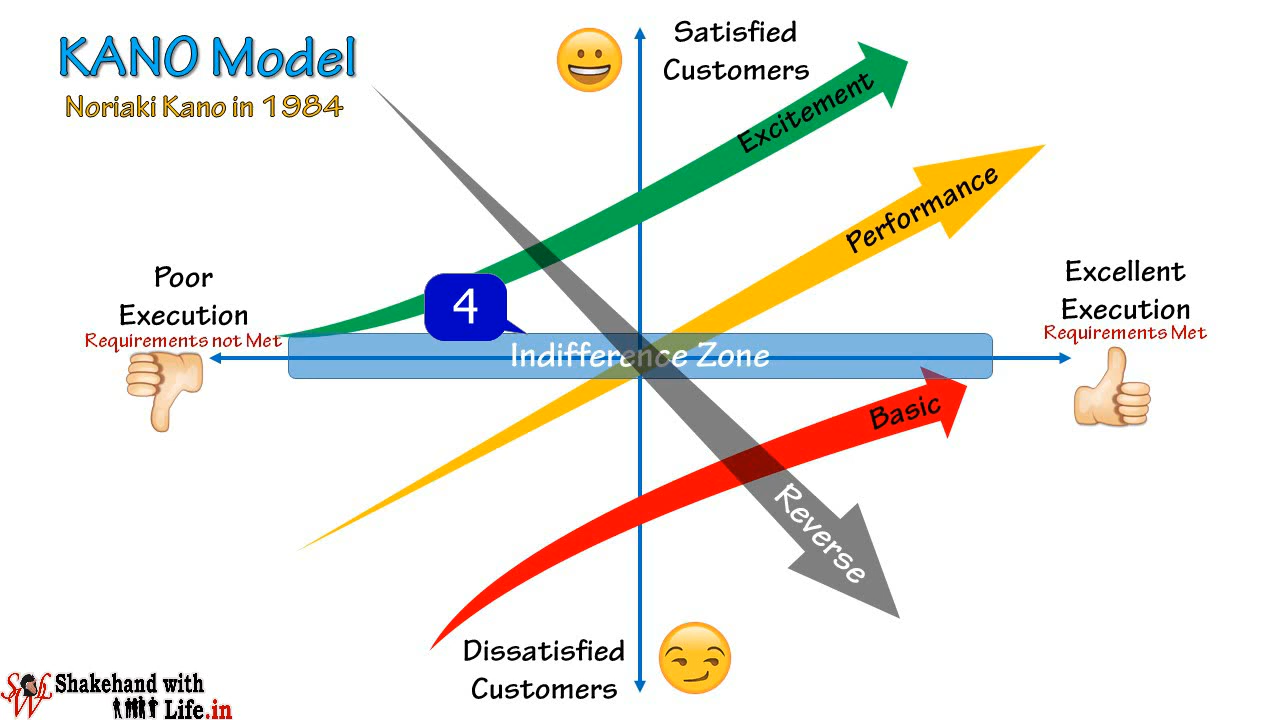 KANO Model
Noriaki Kano in 1984
Satisfied
Customers
Excitement
Performance
Poor
Execution
Requirements not Met
4
Indifference Zone
Excellent
Execution
Requirements Met
Basic
Reverse
Dissatisfied
Customers
SWL
Shakehand with
Life.in